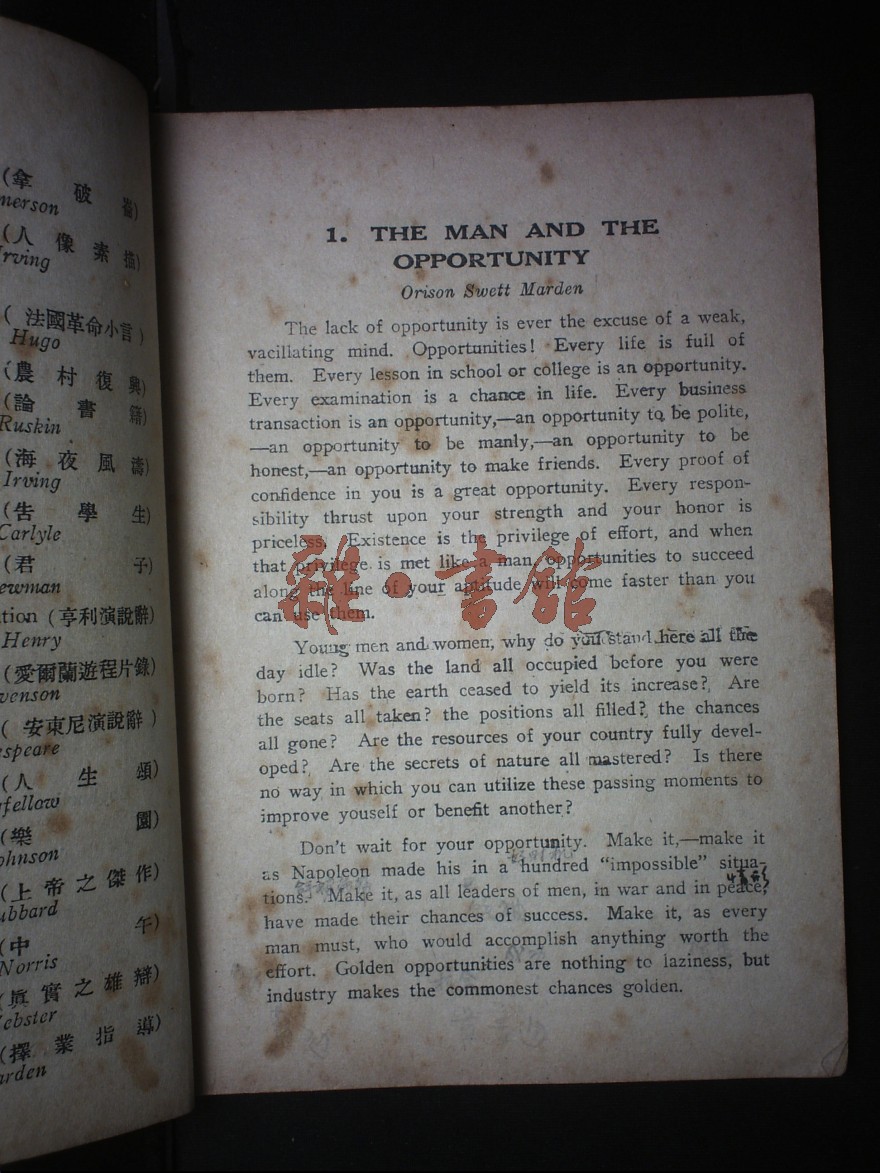 (拿破崙)
merson
(人像素描)
Irving
(法國革命小言)
Hugo
(農村復興)
(論書籍)
Ruskin
(海夜風濤)
Irving
(告學生)
Carlyle
(君子)
ewman
tion (亨利演說辭)
Henry
(愛爾蘭遊程片錄)
venson
(安東尼演說辭)
espeare
(人生頌)
gfellow
(樂園)
ohnson
(上帝之傑作)
ubbard
(中午)
Norris
(眞實之雄辯)
ebster
(擇業指導)
arden
1. THE MAN AND THE
OPPORTUNITY
Orison Swett Marden
The lack of opportunity is ever the excuse of a weak,
vacillating mind. Opportunities! Every life is full of
them. Every lesson in school or college is an opportunity.
Every examination is a chance in life. Every business
transaction is an opportunity,—an opportunity to be polite,
—an opportunity to be manly,—an opportunity to be
honest,—an opportunity to make friends. Every proof of
confidence in you is a great opportunity. Every respon-
sibility thrust upon your strength and your honor is
priceless. Existence is the privilege of effort, and when
that privilege is met like a man, opportunities to succeed
along the line of your aptitude will come faster than you
can use them.
雜·書館
Young men and women, why do you stand here all the
day idle? Was the land all occupied before you were
born? Has the earth ceased to yield its increase? Are
the seats all taken? the positions all filled? the chances
all gone? Are the resources of your country fully devel-
oped? Are the secrets of nature all mastered? Is there
no way in which you can utilize these passing moments to
improve youself or benefit another?
Don't wait for your opportunity. Make it,—make it
as Napoleon made his in a hundred "impossible" situa-
tions. Make it, as all leaders of men, in war and in peace,
have made their chances of success. Make it, as every
man must, who would accomplish anything worth the
effort. Golden opportunities are nothing to laziness, but
industry makes the commonest chances golden.